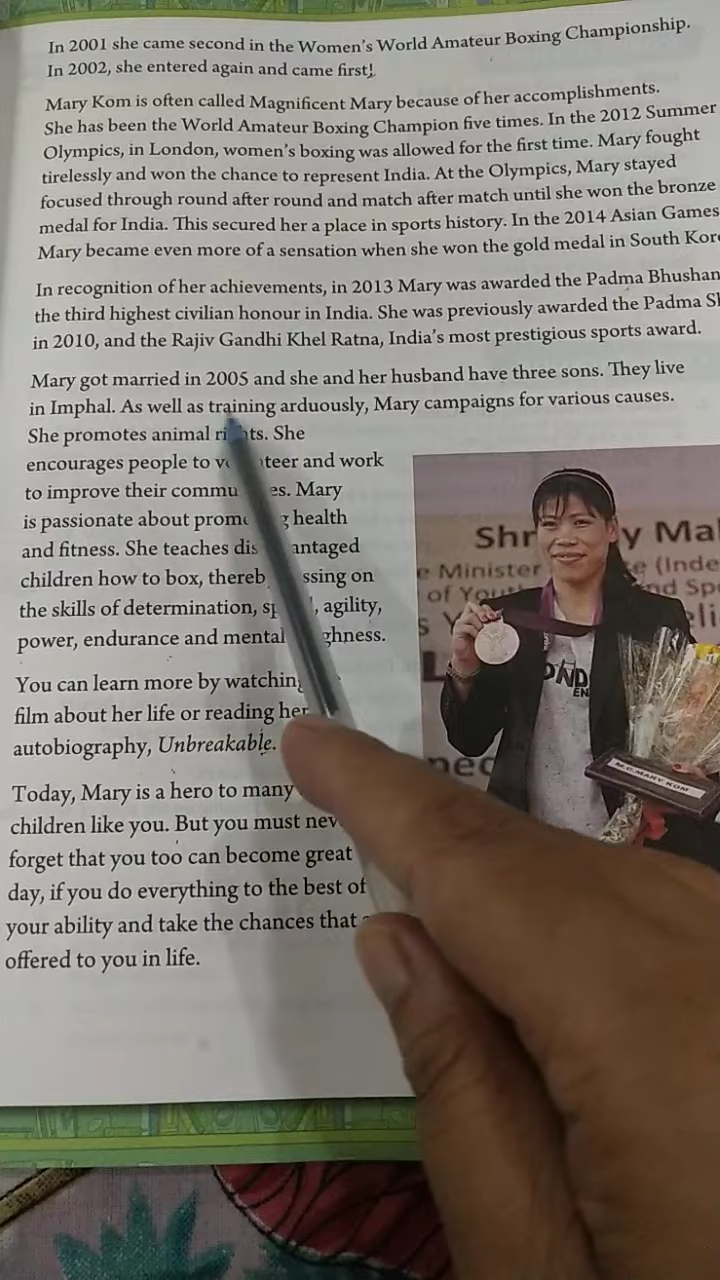 In 2001 she came second in the Women's World Amateur Boxing Championship.
In 2002, she entered again and came first!
Mary Kom is often called Magnificent Mary because of her accomplishments.
She has been the World Amateur Boxing Champion five times. In the 2012 Summer
Olympics, in London, women's boxing was allowed for the first time. Mary fought
tirelessly and won the chance to represent India. At the Olympics, Mary stayed
focused through round after round and match after match until she won the bronze
medal for India. This secured her a place in sports history. In the 2014 Asian Games
Mary became even more of a sensation when she won the gold medal in South
In recognition of her achievements, in 2013 Mary was awarded the Padma Bhushan
the third highest civilian honour in India. She was previously awarded the Padma
in 2010, and the Rajiv Gandhi Khel Ratna, India's most prestigious sports award.
Mary got married in 2005 and she and her husband have three sons. They live
in Imphal. As well as training arduously, Mary campaigns for various causes.
She promotes animal She
encourages people to and work
to improve their Mary
is passionate about health
and fitness. She teaches
children how to box, on
the skills of determination, agility,
power, endurance and mental
You can learn more by
film about her life or reading her
autobiography, Unbreakable.
Today, Mary is a hero to many
children like you. But you must
forget that you too can become great
day, if you do everything to the best of
your ability and take the chances that
offered to you in life.
Minister
of
M.C. MARY KOM